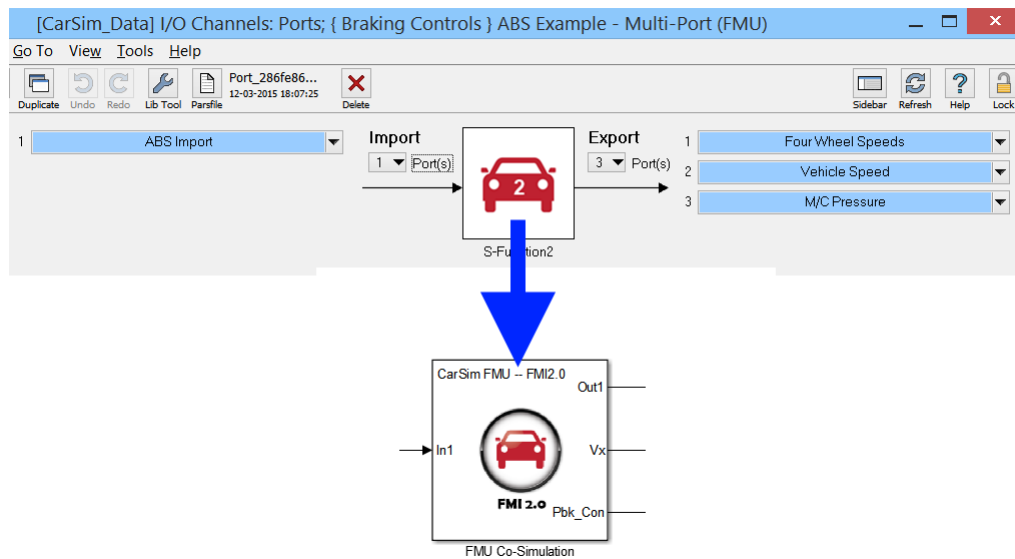 [CarSim_Data] I/O Channels: Ports; { Braking Controls } ABS Example - Multi-Port (FMU)
Go To View Tools Help
Duplicate Undo Redo Lib Tool Parsfile Port_286fe86... 12-03-2015 18:07:25 Delete Sidebar Refresh Help Lock
1 ABS Import
Import
1 Port(s)
2
S-Function2
Export
3 Port(s)
1 Four Wheel Speeds
2 Vehicle Speed
3 M/C Pressure
CarSim FMU -- FMI2.0
Out1
In1
Vx
FMI 2.0
Pbk_Con
FMU Co-Simulation